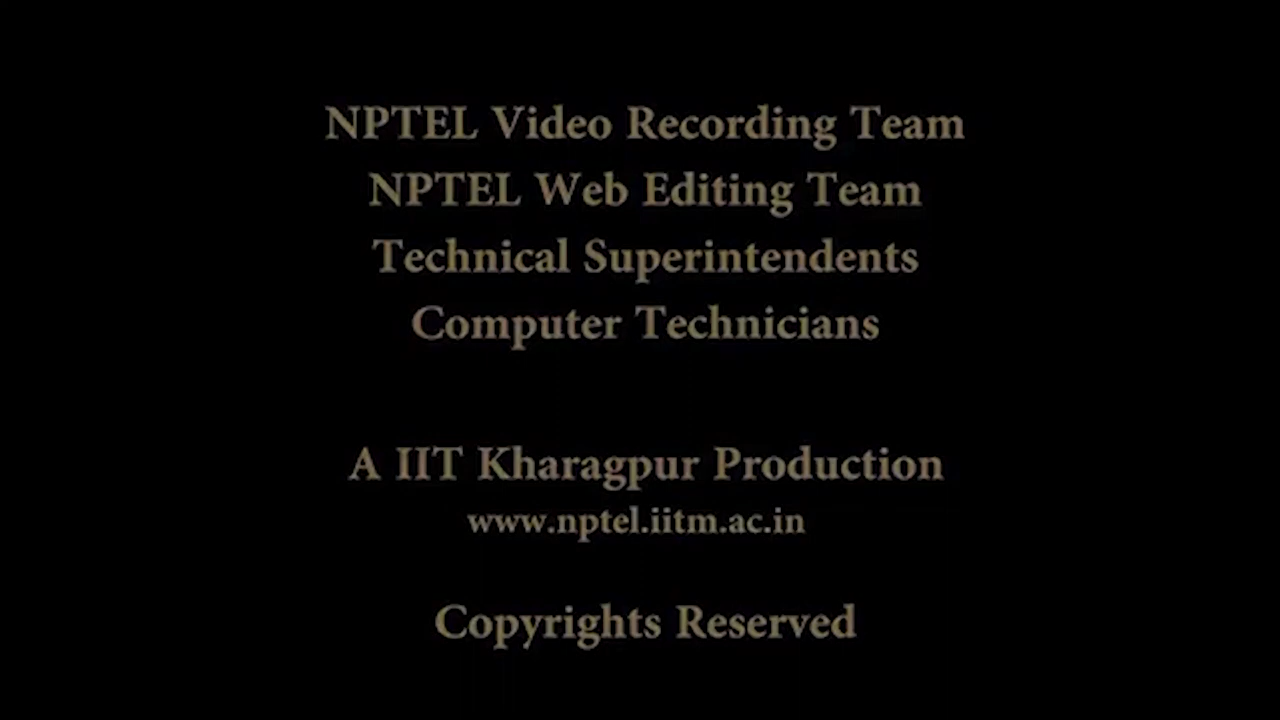 NPTEL Video Recording Team
NPTEL Web Editing Team
Technical Superintendents
Computer Technicians
A IIT Kharagpur Production
www.nptel.iitm.ac.in
Copyrights Reserved